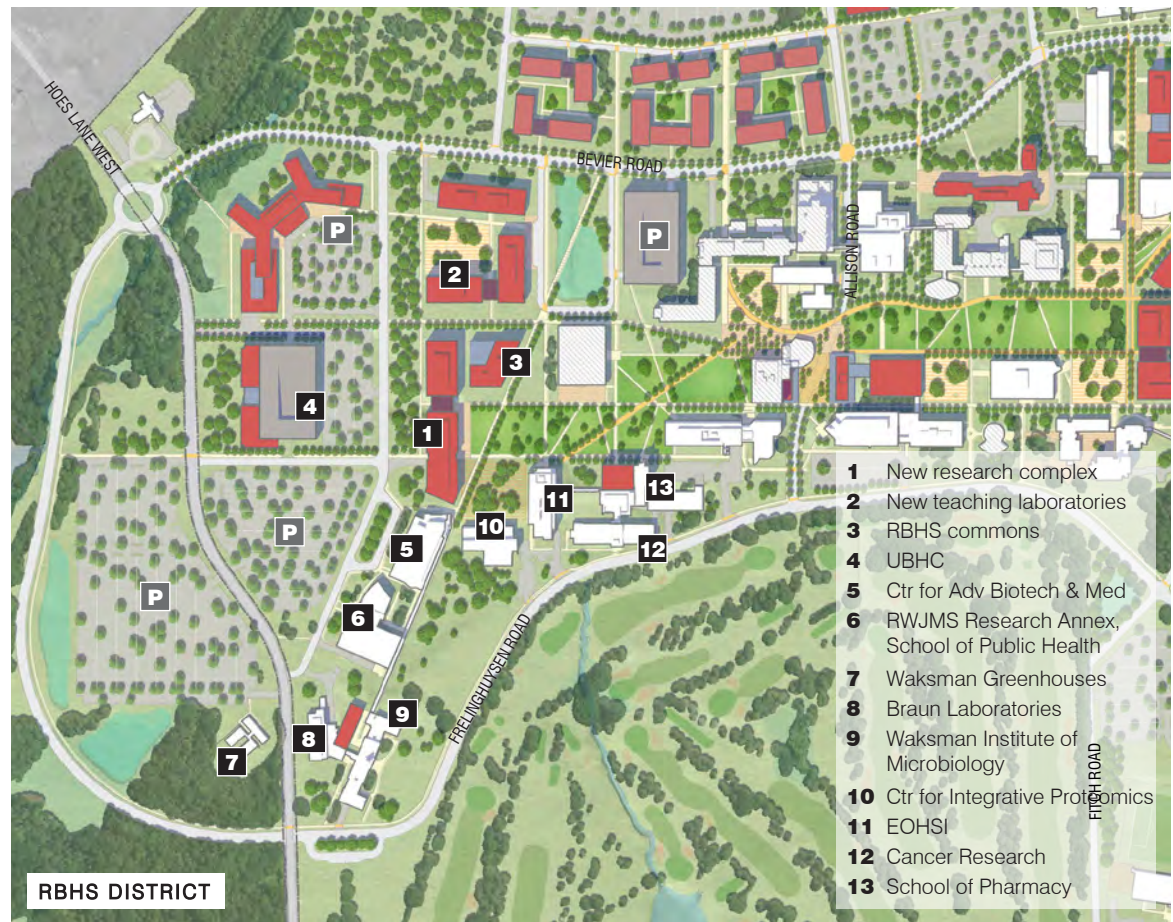 HOES LANE WEST
BEVIER ROAD
P
P
ALLISON ROAD
2
3
4
1
11
13
10
12
5
P
P
6
FRELINGHUYSEN ROAD
9
8
7
1 New research complex
2 New teaching laboratories
3 RBHS commons
4 UBHC
5 Ctr for Adv Biotech & Med
6 RWJMS Research Annex,
School of Public Health
7 Waksman Greenhouses
8 Braun Laboratories
9 Waksman Institute of
Microbiology
10 Ctr for Integrative Proteomics
11 EOHSI
12 Cancer Research
13 School of Pharmacy
FITCH ROAD
RBHS DISTRICT